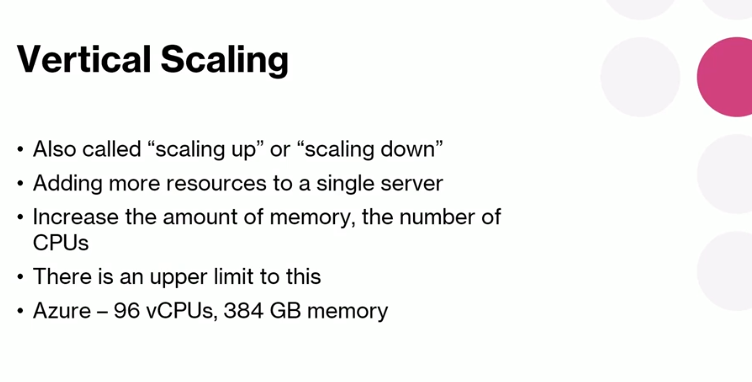 Vertical Scaling
• Also called “scaling up” or “scaling down”
• Adding more resources to a single server
• Increase the amount of memory, the number of
CPUs
• There is an upper limit to this
• Azure – 96 vCPUs, 384 GB memory